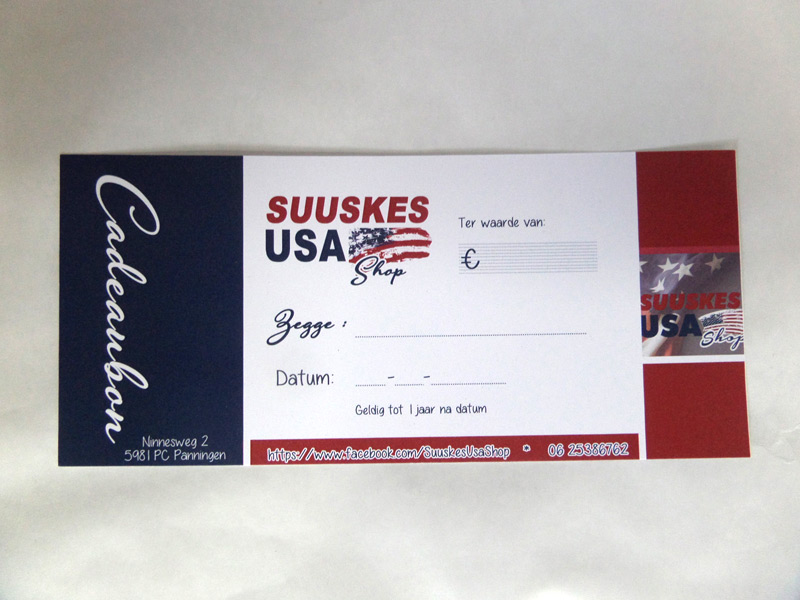 Cadeaubon
Ninnesweg 2
5981 PC Panningen
SUUSKES
USA
Shop
Ter waarde van:
€
Zegge :
Datum: - -
Geldig tot 1 jaar na datum
https://www.facebook.com/SuuskesUsaShop * 06 25386762
SUUSKES
USA
Shop